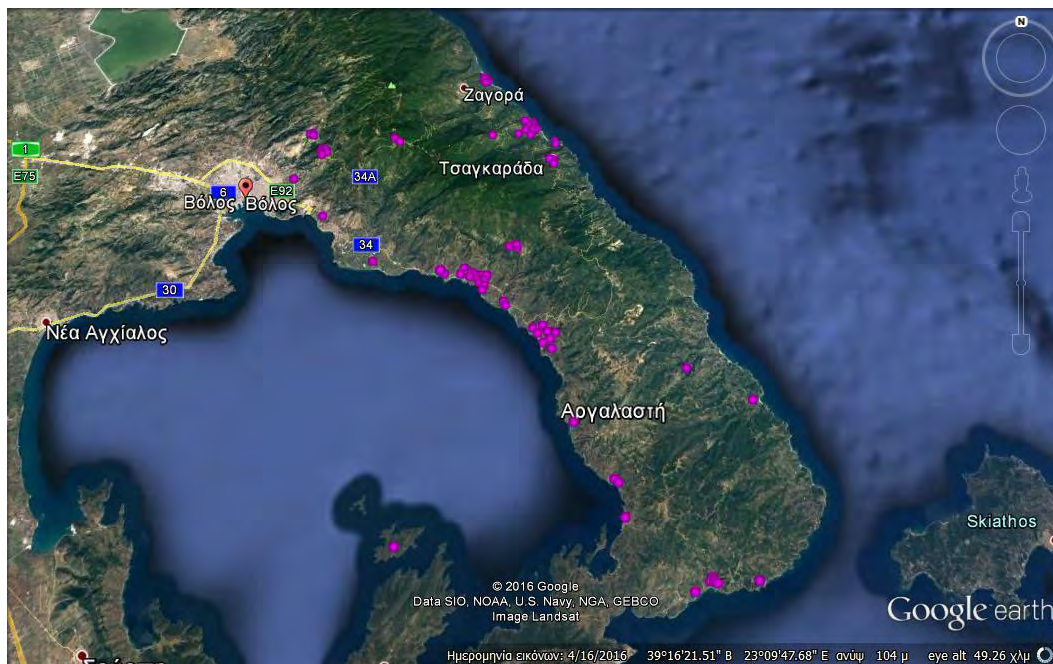 N
Ζαγορά
1
E75
Τσαγκαράδα
34A
6
E92
Βόλος Βόλος
34
30
Νέα Αγχίαλος
Αργαλαστή
Skiathos
© 2016 Google
Data SIO, NOAA, U.S. Navy, NGA, GEBCO
Image Landsat
Google earth
Ημερομηνία εικόνων: 4/16/2016 39°16'21.51" Β 23°09'47.68" Ε ανύψ 104 μ eye alt 49.26 χλμ